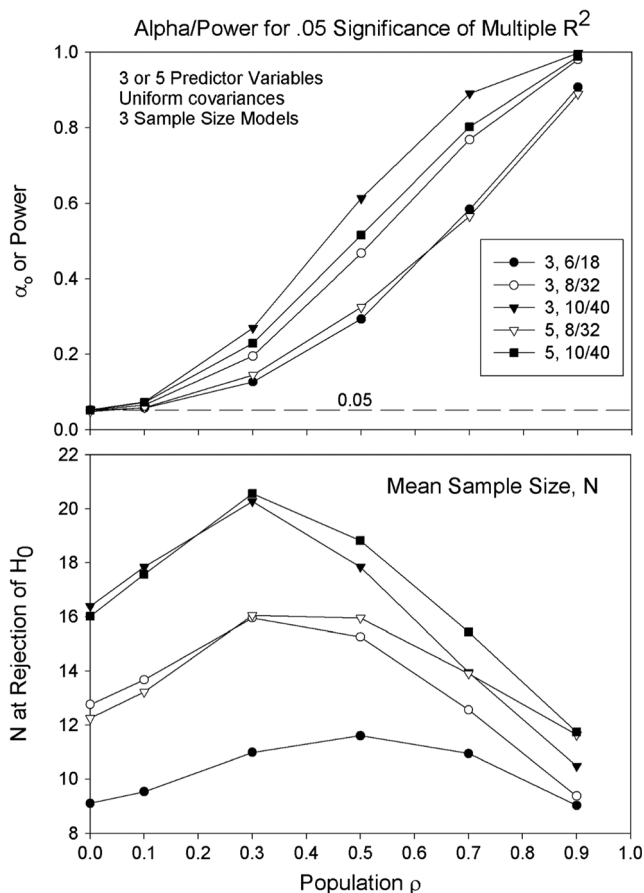 Alpha/Power for .05 Significance of Multiple R²
1.0
3 or 5 Predictor Variables
Uniform covariances
3 Sample Size Models
0.8
0.6
0.4
0.2
0.0
αₒ or Power
3, 6/18
3, 8/32
3, 10/40
5, 8/32
5, 10/40
0.05
22
20
18
16
14
12
10
8
Mean Sample Size, N
N at Rejection of H₀
0.0 0.1 0.2 0.3 0.4 0.5 0.6 0.7 0.8 0.9 1.0
Population ρ